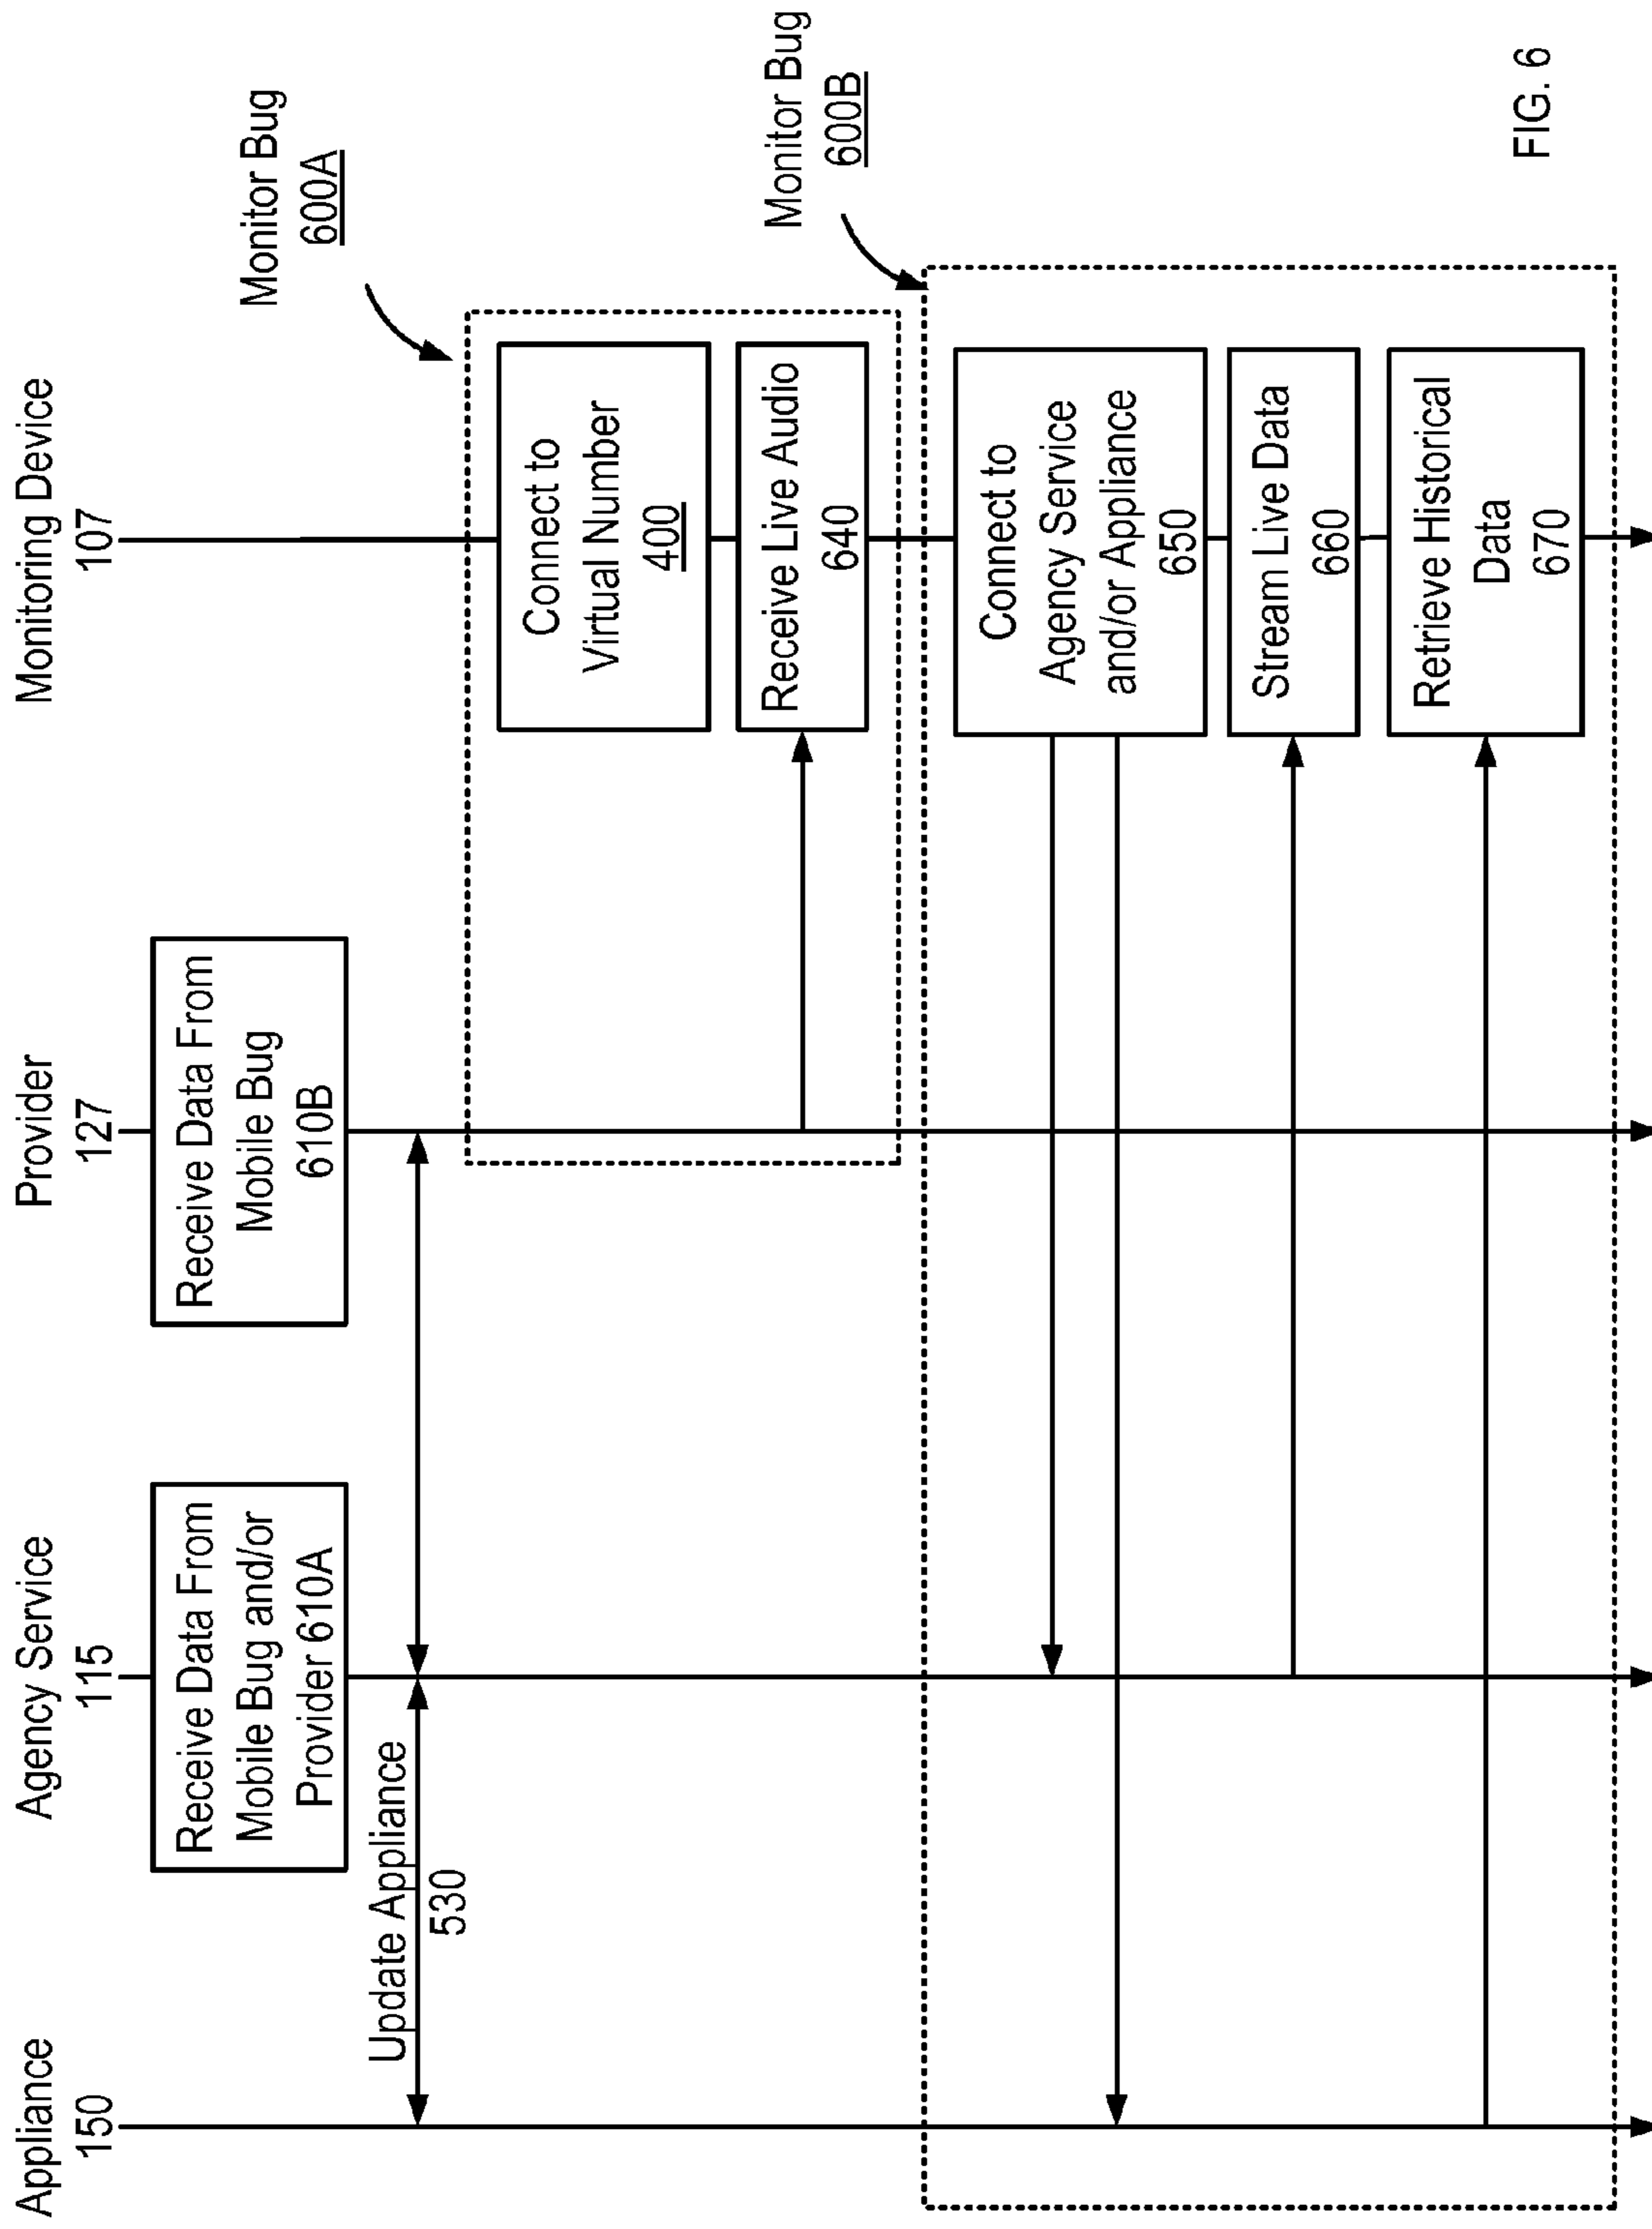 Appliance
150
Agency Service
115
Provider
127
Monitoring Device
107
Receive Data From
Mobile Bug and/or
Provider 610A
Receive Data From
Mobile Bug
610B
Update Appliance
530
Monitor Bug
600A
Connect to
Virtual Number
400
Receive Live Audio
640
Monitor Bug
600B
Connect to
Agency Service
and/or Appliance
650
Stream Live Data
660
Retrieve Historical
Data
670
FIG. 6